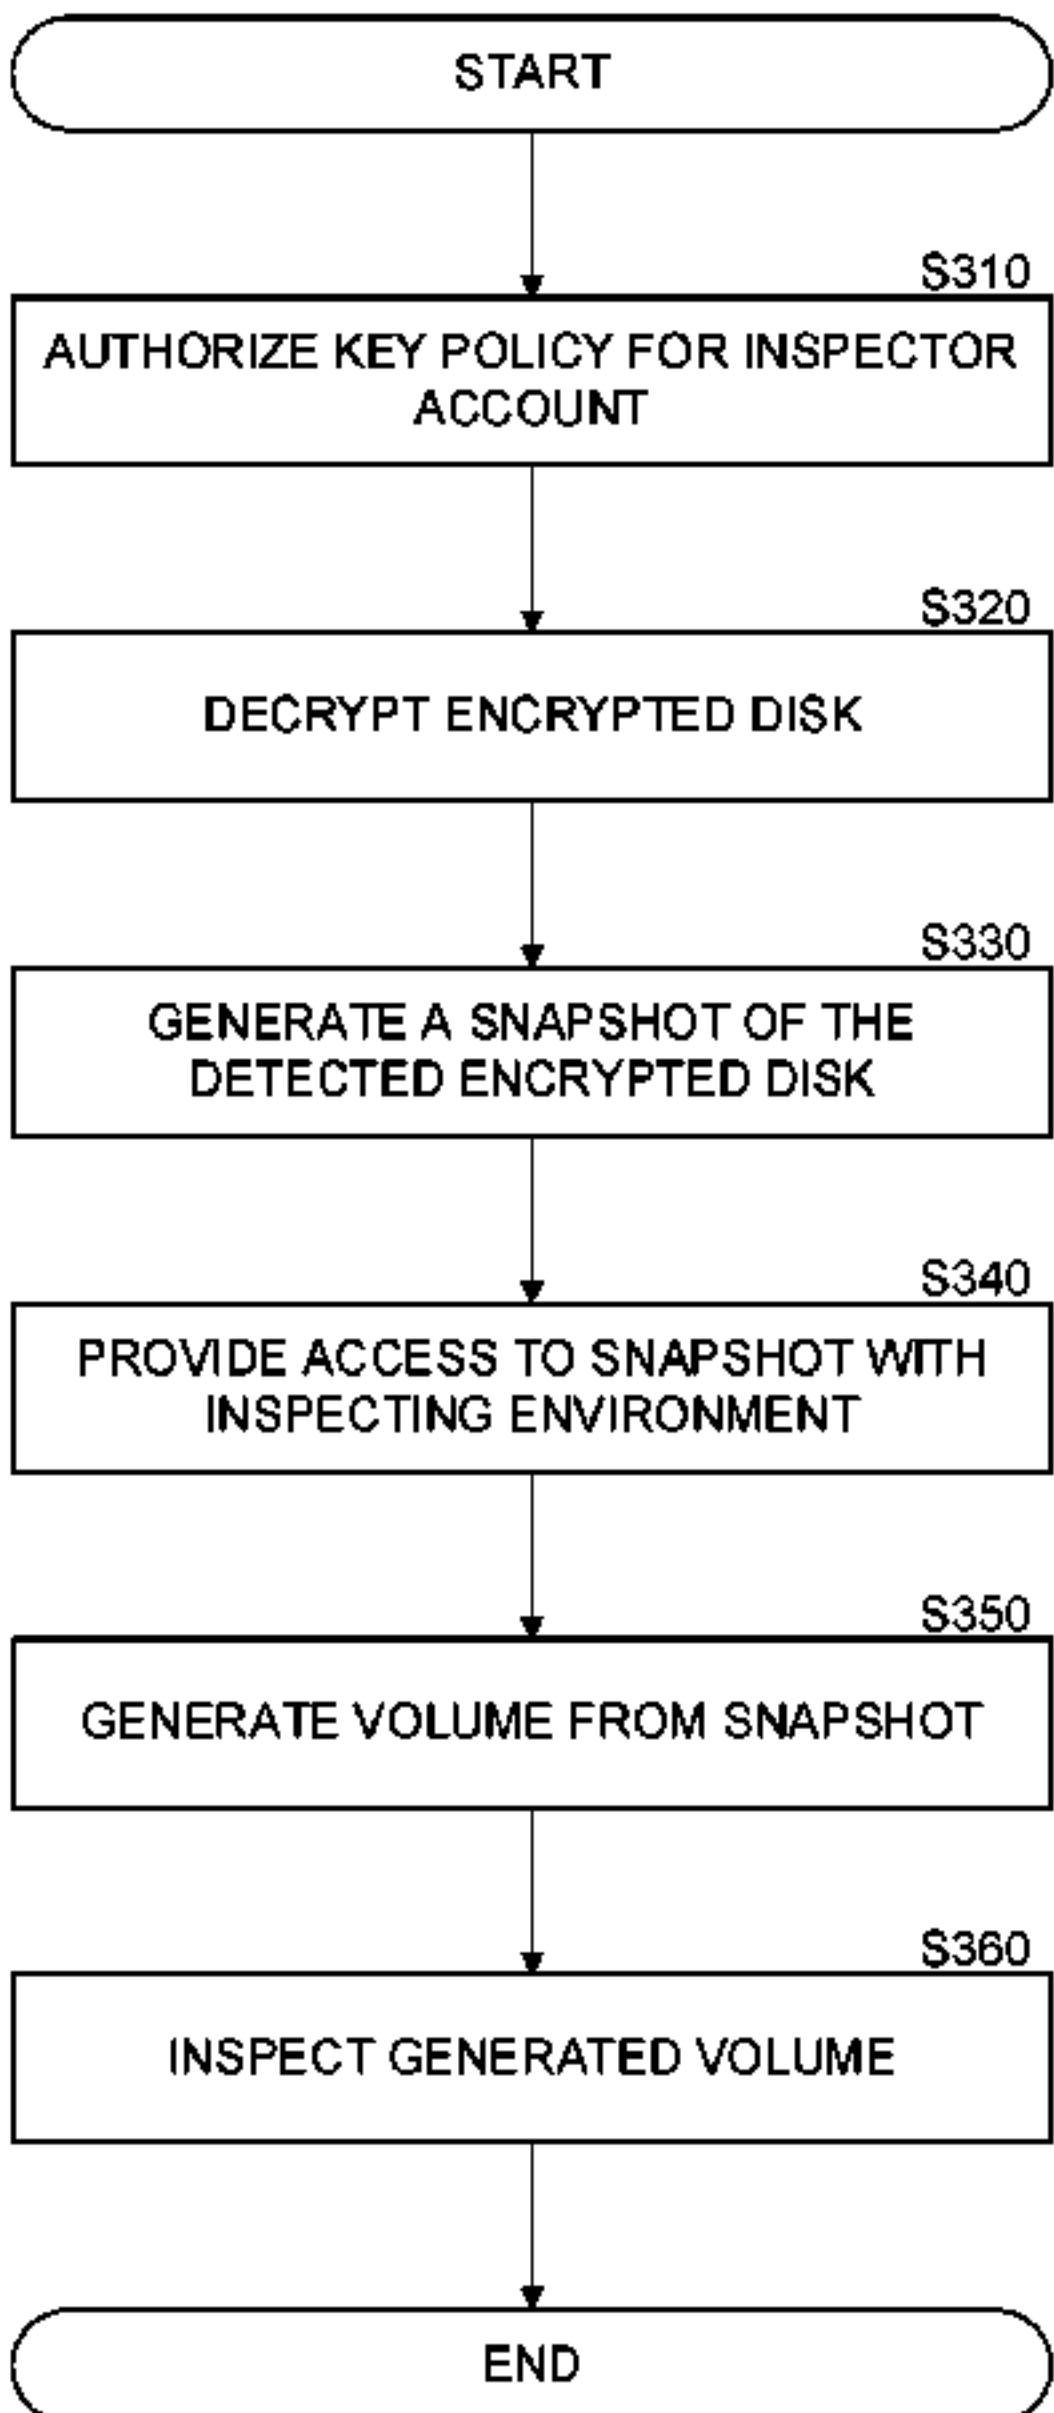 START
S310
AUTHORIZE KEY POLICY FOR INSPECTOR
ACCOUNT
S320
DECRYPT ENCRYPTED DISK
S330
GENERATE A SNAPSHOT OF THE
DETECTED ENCRYPTED DISK
S340
PROVIDE ACCESS TO SNAPSHOT WITH
INSPECTING ENVIRONMENT
S350
GENERATE VOLUME FROM SNAPSHOT
S360
INSPECT GENERATED VOLUME
END